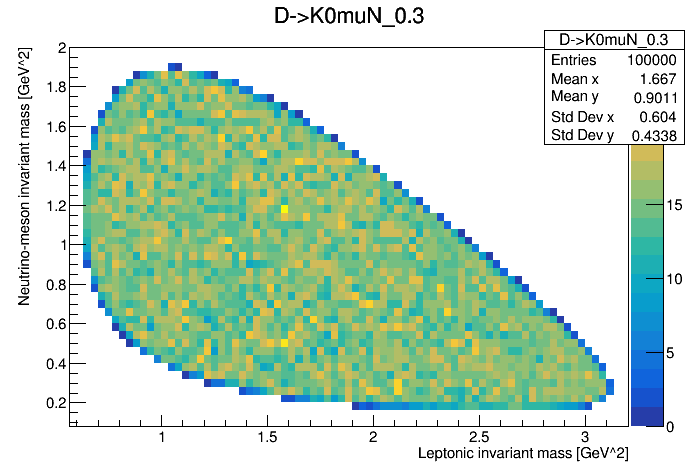 D->K0muN_0.3
D->K0muN_0.3
Entries 100000
Mean x 1.667
Mean y 0.9011
Std Dev x 0.604
Std Dev y 0.4338
Neutrino-meson invariant mass [GeV^2]
2
1.8
1.6
1.4
1.2
1
0.8
0.6
0.4
0.2
15
10
5
0
1 1.5 2 2.5 3
Leptonic invariant mass [GeV^2]